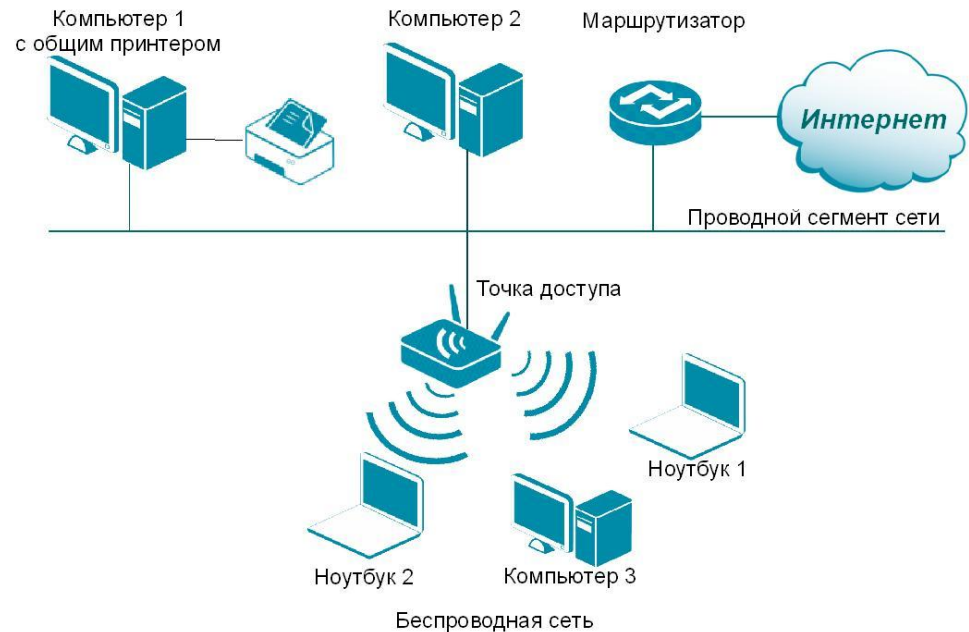 Компьютер 1
с общим принтером
Компьютер 2
Маршрутизатор
Интернет
Проводной сегмент сети
Точка доступа
Ноутбук 1
Ноутбук 2
Компьютер 3
Беспроводная сеть